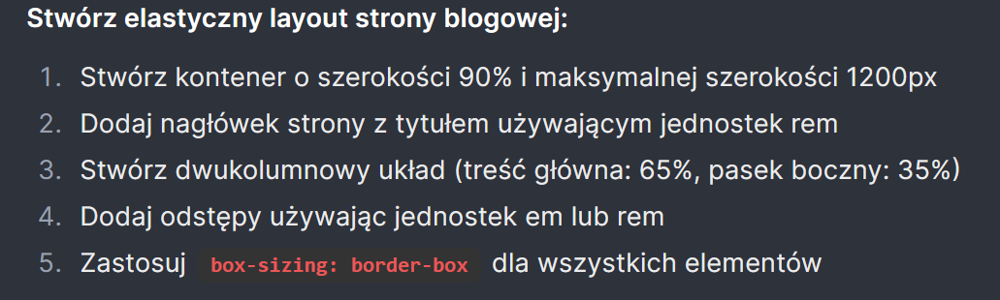 Stwórz elastyczny layout strony blogowej:
1. Stwórz kontener o szerokości 90% i maksymalnej szerokości 1200px
2. Dodaj nagłówek strony z tytułem używającym jednostek rem
3. Stwórz dwukolumnowy układ (treść główna: 65%, pasek boczny: 35%)
4. Dodaj odstępy używając jednostek em lub rem
5. Zastosuj box-sizing: border-box dla wszystkich elementów